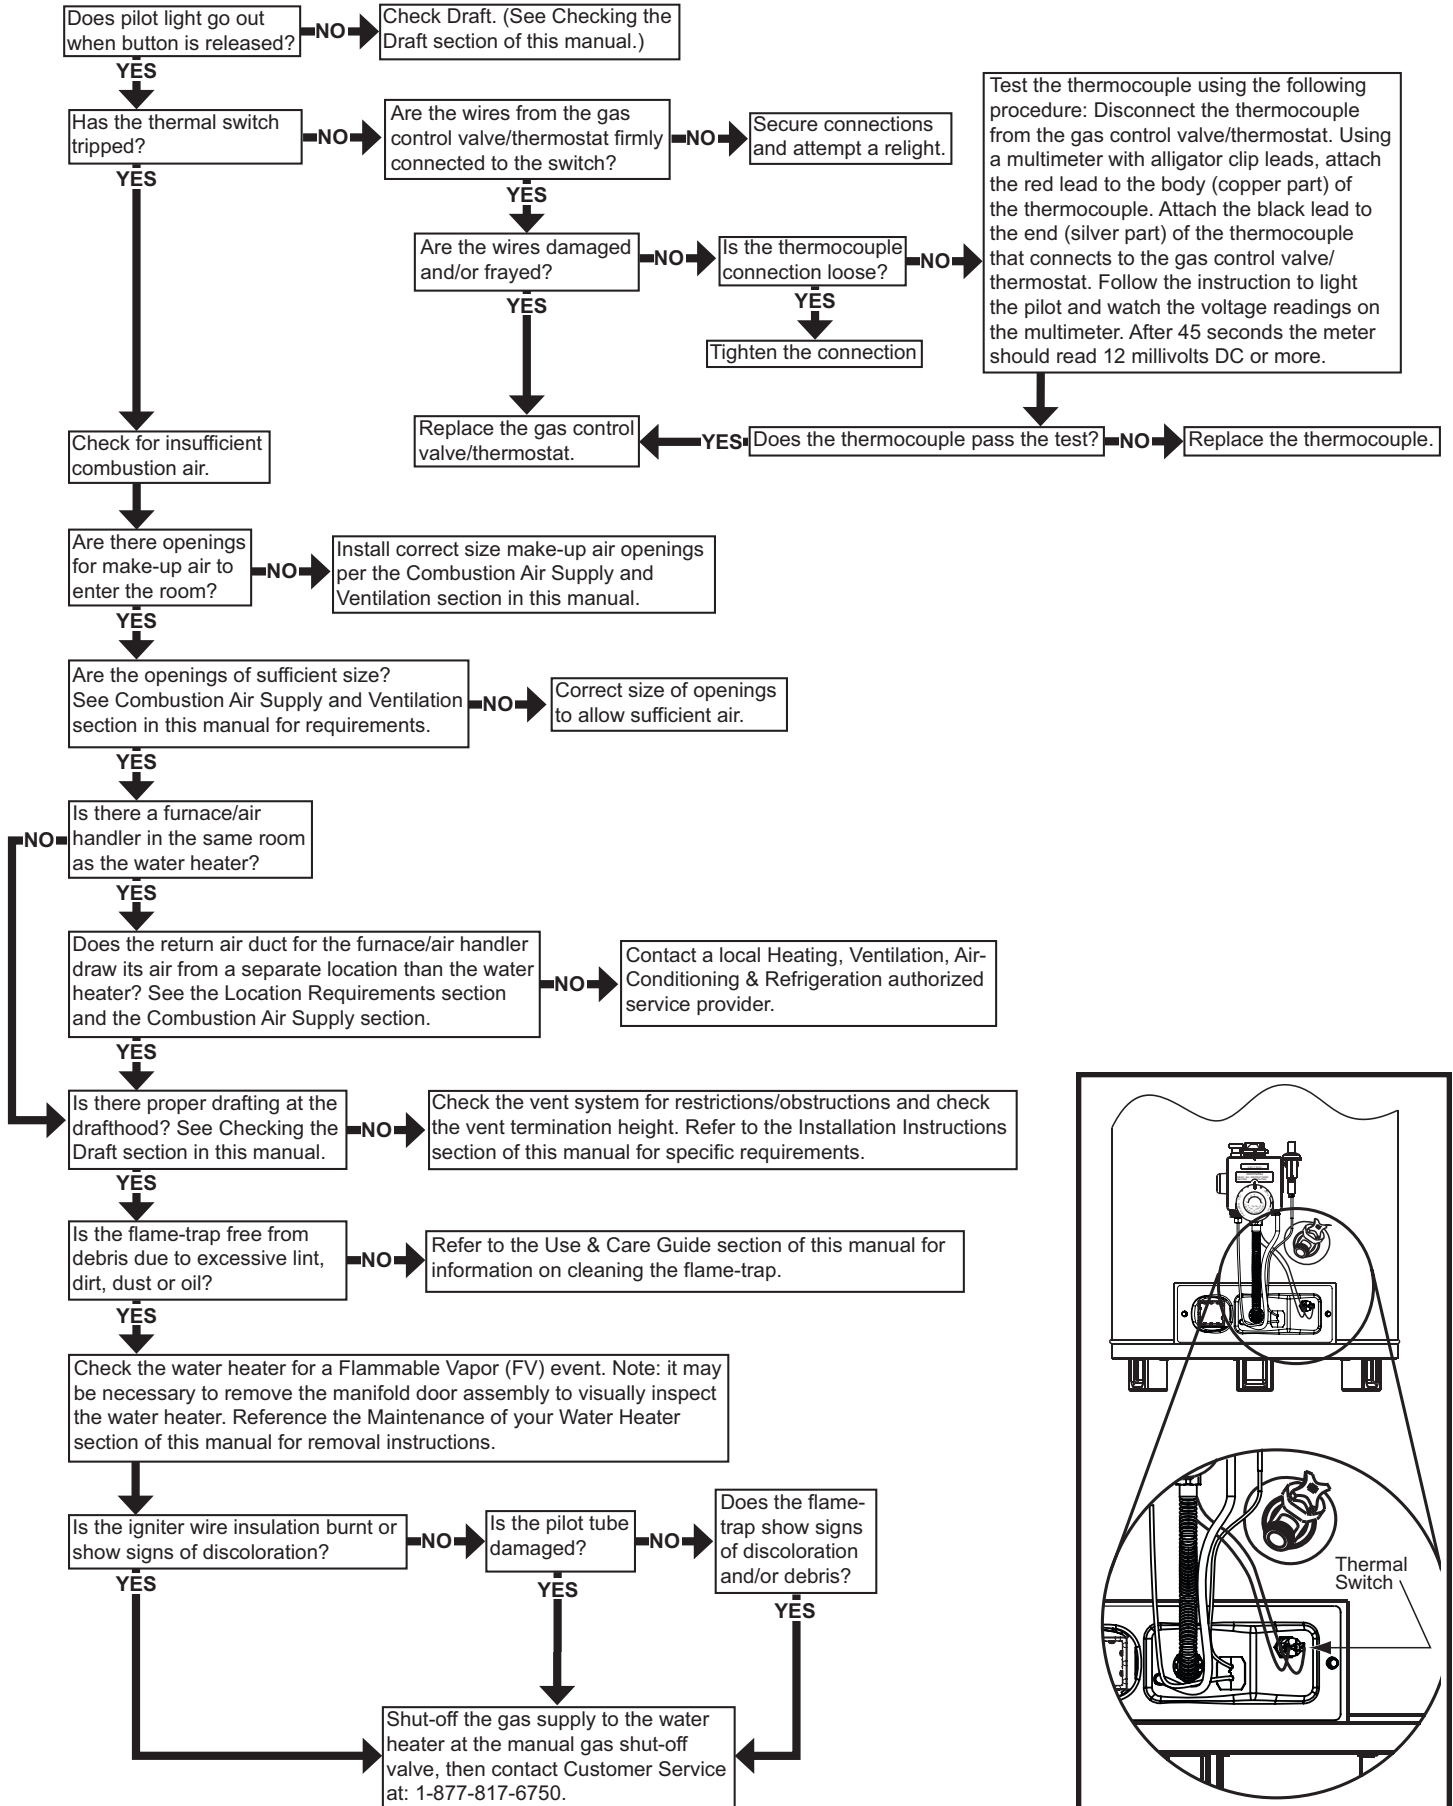 Does pilot light go out
when button is released?
NO
Check Draft. (See Checking the
Draft section of this manual.)
YES
Has the thermal switch
tripped?
NO
Are the wires from the gas
control valve/thermostat firmly
connected to the switch?
NO
Secure connections
and attempt a relight.
Test the thermocouple using the following
procedure: Disconnect the thermocouple
from the gas control valve/thermostat. Using
a multimeter with alligator clip leads, attach
the red lead to the body (copper part) of
the thermocouple. Attach the black lead to
the end (silver part) of the thermocouple
that connects to the gas control valve/
thermostat. Follow the instruction to light
the pilot and watch the voltage readings on
the multimeter. After 45 seconds the meter
should read 12 millivolts DC or more.
YES
YES
Are the wires damaged
and/or frayed?
NO
Is the thermocouple
connection loose?
NO
YES
YES
Tighten the connection
Check for insufficient
combustion air.
Replace the gas control
valve/thermostat.
YES
Does the thermocouple pass the test?
NO
Replace the thermocouple.
Are there openings
for make-up air to
enter the room?
NO
Install correct size make-up air openings
per the Combustion Air Supply and
Ventilation section in this manual.
YES
Are the openings of sufficient size?
See Combustion Air Supply and Ventilation
section in this manual for requirements.
NO
Correct size of openings
to allow sufficient air.
YES
Is there a furnace/air
handler in the same room
as the water heater?
NO
YES
Does the return air duct for the furnace/air handler
draw its air from a separate location than the water
heater? See the Location Requirements section
and the Combustion Air Supply section.
NO
Contact a local Heating, Ventilation, Air-
Conditioning & Refrigeration authorized
service provider.
YES
Is there proper drafting at the
drafthood? See Checking the
Draft section in this manual.
NO
Check the vent system for restrictions/obstructions and check
the vent termination height. Refer to the Installation Instructions
section of this manual for specific requirements.
YES
Is the flame-trap free from
debris due to excessive lint,
dirt, dust or oil?
NO
Refer to the Use & Care Guide section of this manual for
information on cleaning the flame-trap.
YES
Check the water heater for a Flammable Vapor (FV) event. Note: it may
be necessary to remove the manifold door assembly to visually inspect
the water heater. Reference the Maintenance of your Water Heater
section of this manual for removal instructions.
Is the igniter wire insulation burnt or
show signs of discoloration?
NO
Is the pilot tube
damaged?
NO
Does the flame-
trap show signs
of discoloration
and/or debris?
YES
YES
YES
Shut-off the gas supply to the water
heater at the manual gas shut-off
valve, then contact Customer Service
at: 1-877-817-6750.
Thermal
Switch